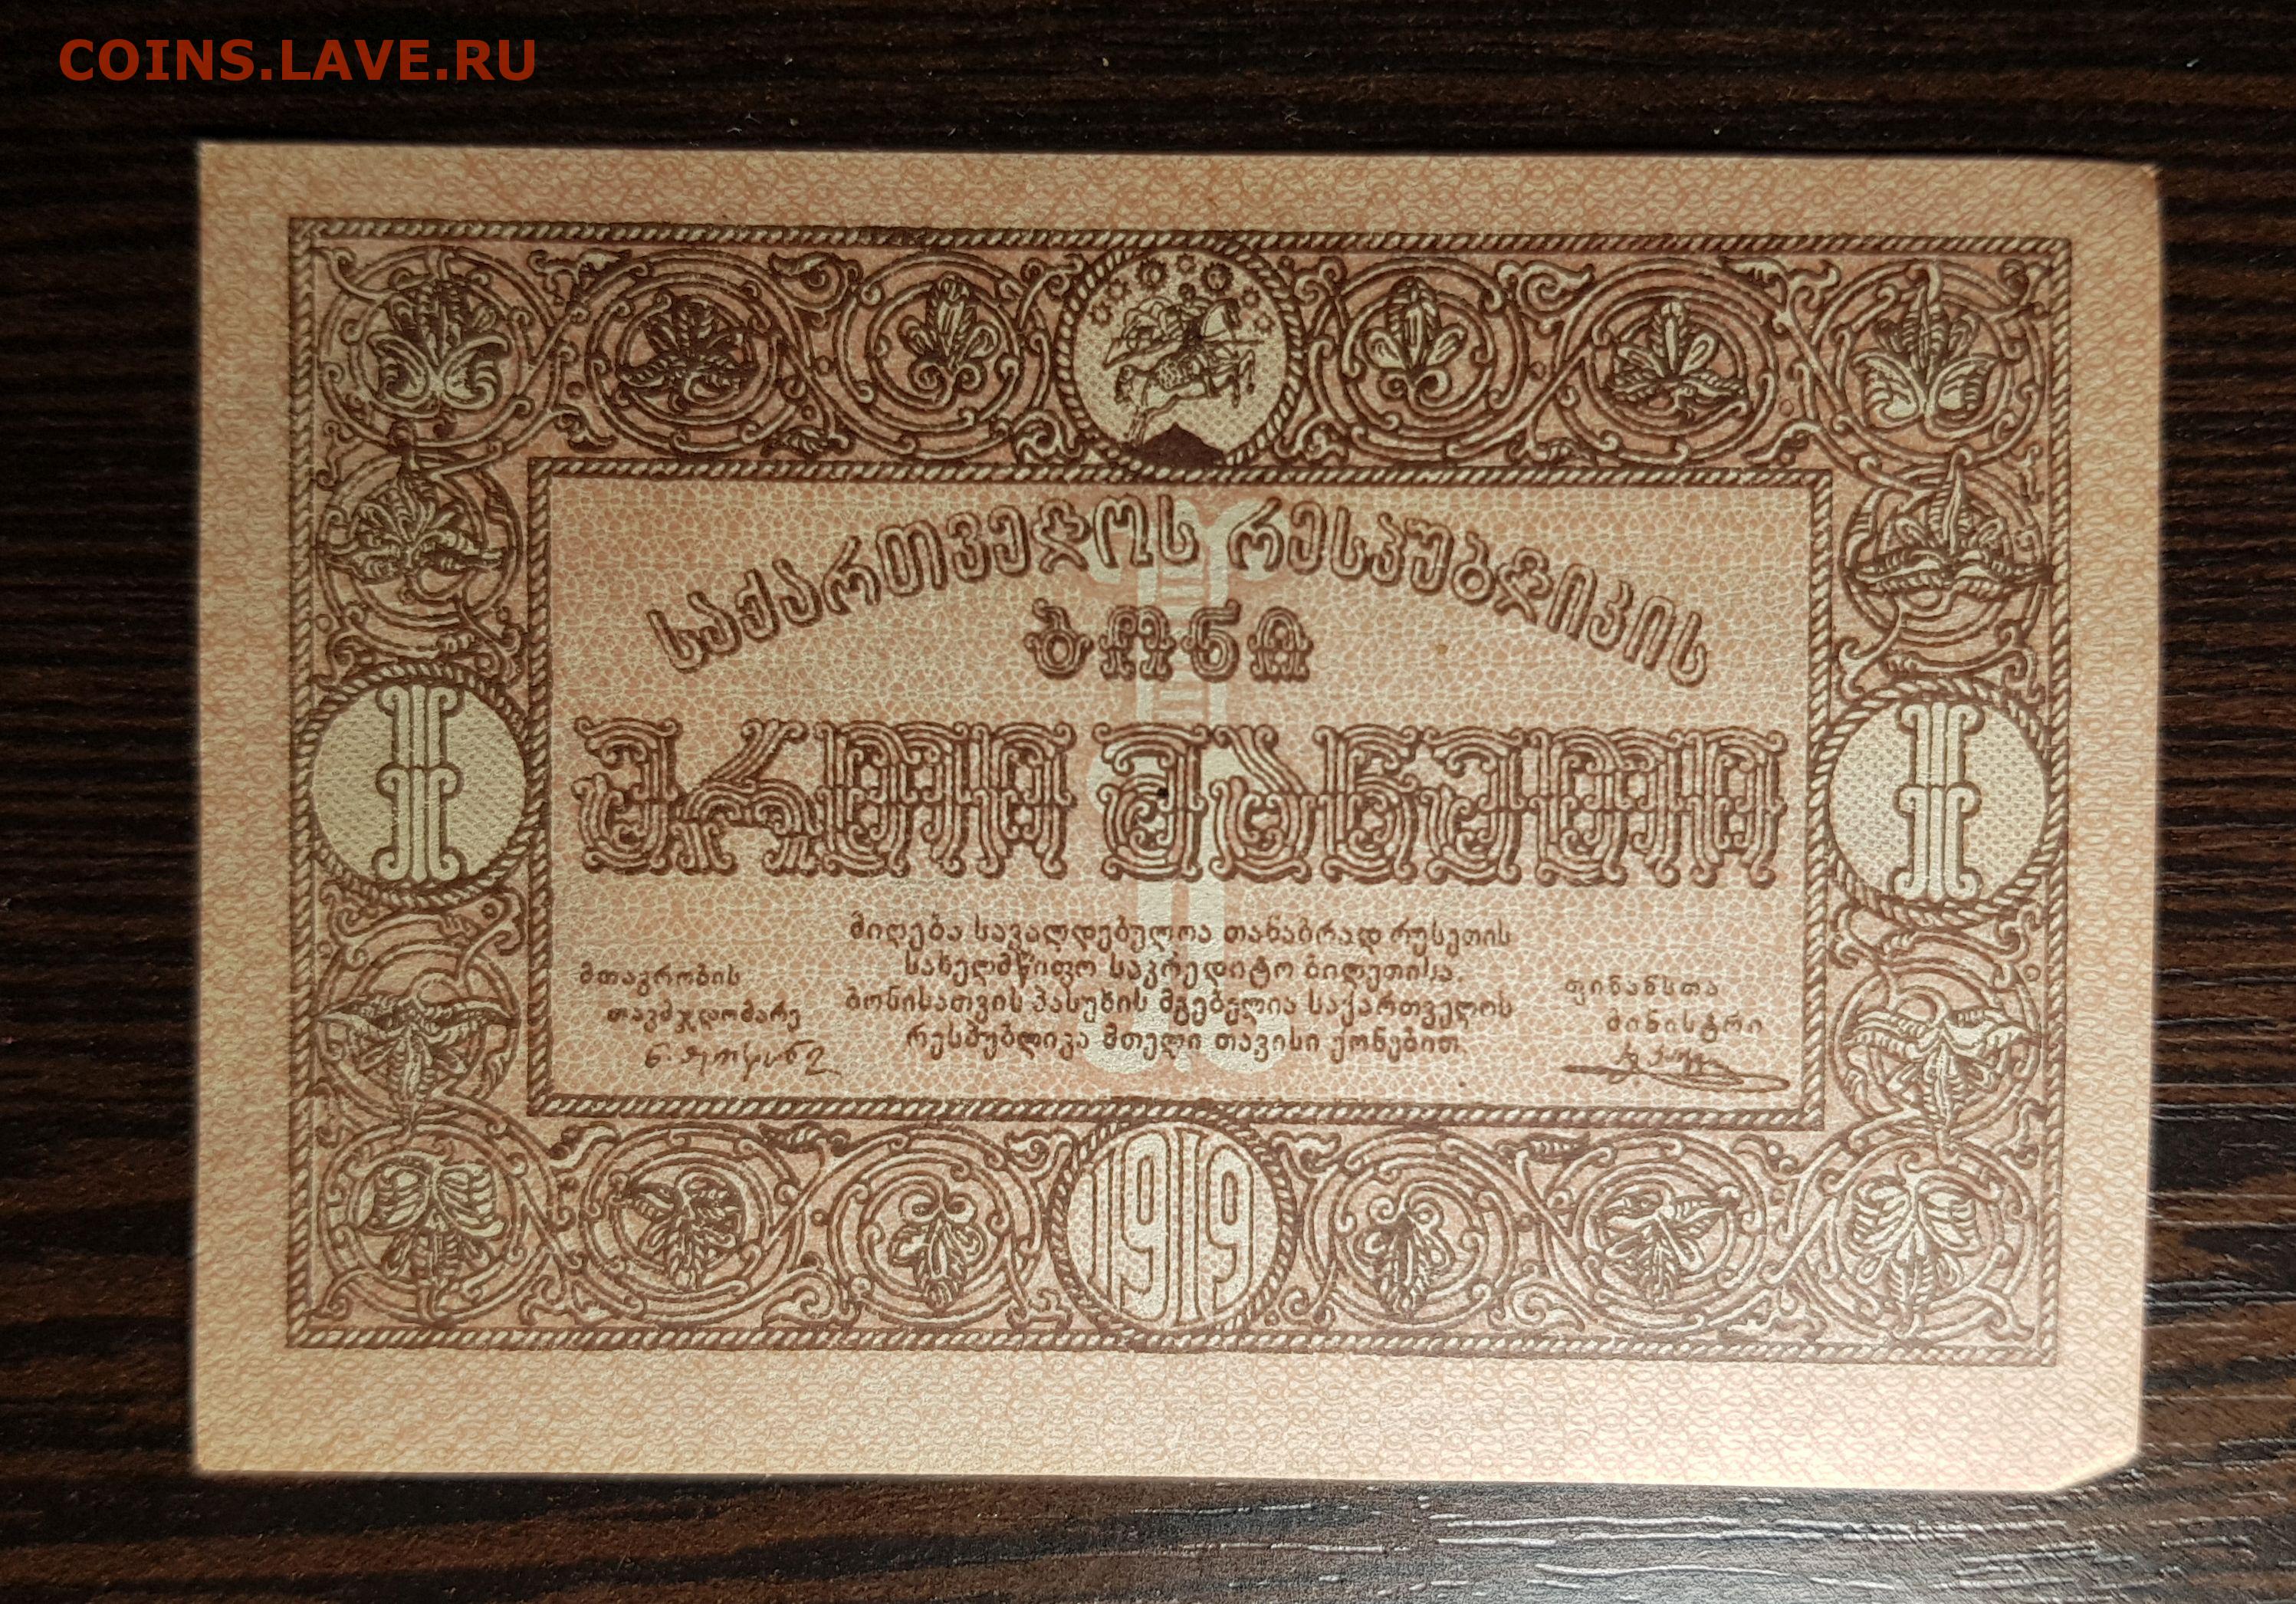 COINS.LAVE.RU
საქართველოს რესპუბლიკის
ბონი
I
ერთი მანეთი
I
მიღება სავალდებულოა თანაბრად რუსეთის
სახელმწიფო საკრედიტო ბილეთისა.
ბონისათვის პასუხის მგებელია საქართველოს
რესპუბლიკა მთელი თავისი ქონებით.
მთავრობის
თავმჯდომარე
ფინანსთა
მინისტრი
1919